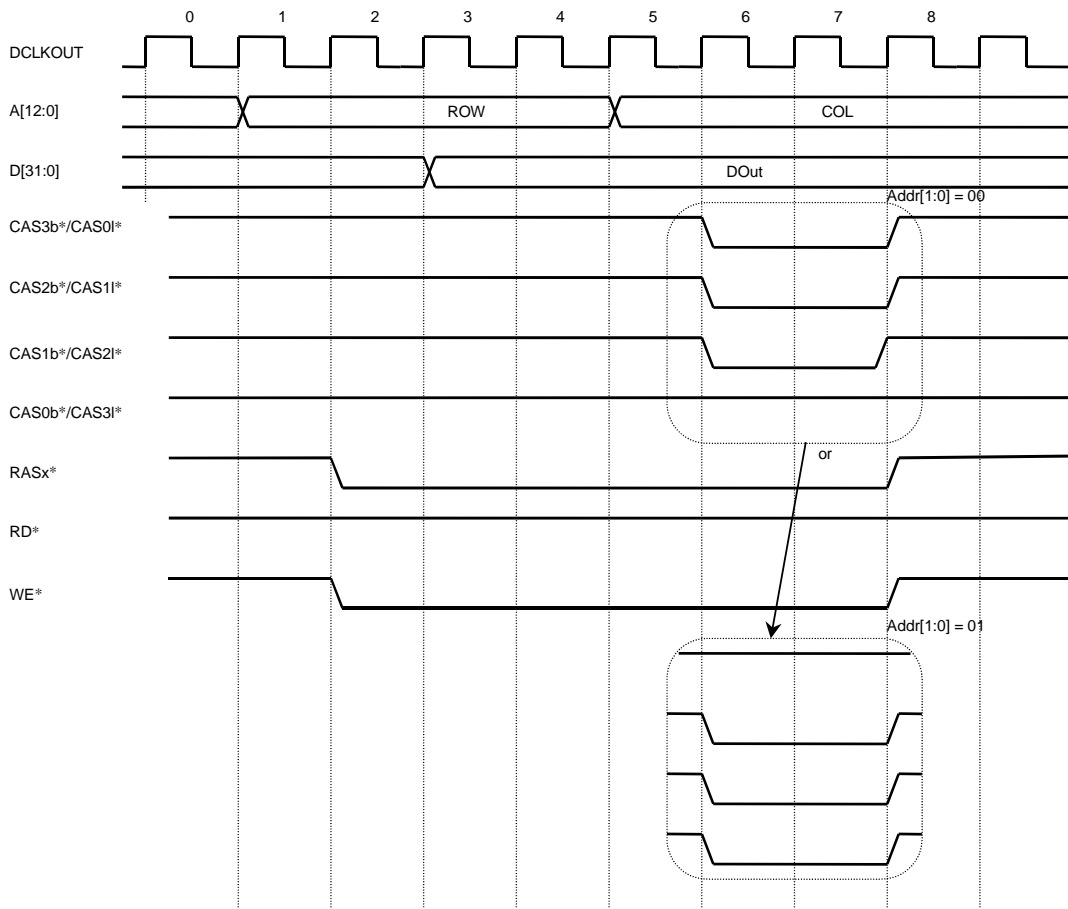 0 1 2 3 4 5 6 7 8
DCLKOUT
A[12:0] ROW COL
D[31:0] DOut
Addr[1:0] = 00
CAS3b*/CAS0l*
CAS2b*/CAS1l*
CAS1b*/CAS2l*
CAS0b*/CAS3l*
or
RASx*
RD*
WE*
Addr[1:0] = 01